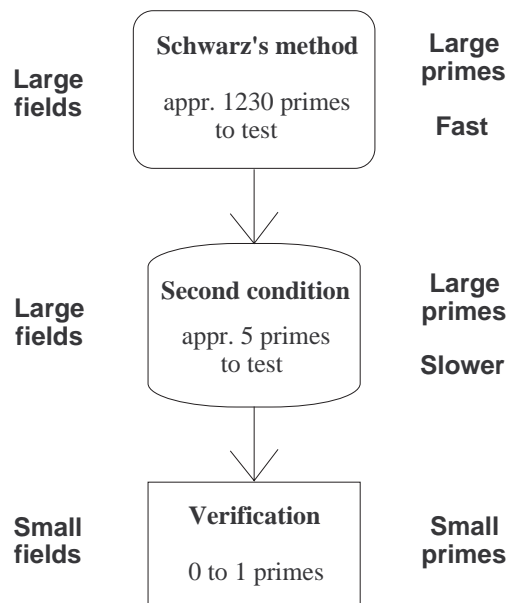 Schwarz's method
appr. 1230 primes
to test
Large
fields
Large
primes
Fast
Second condition
appr. 5 primes
to test
Large
fields
Large
primes
Slower
Verification
0 to 1 primes
Small
fields
Small
primes